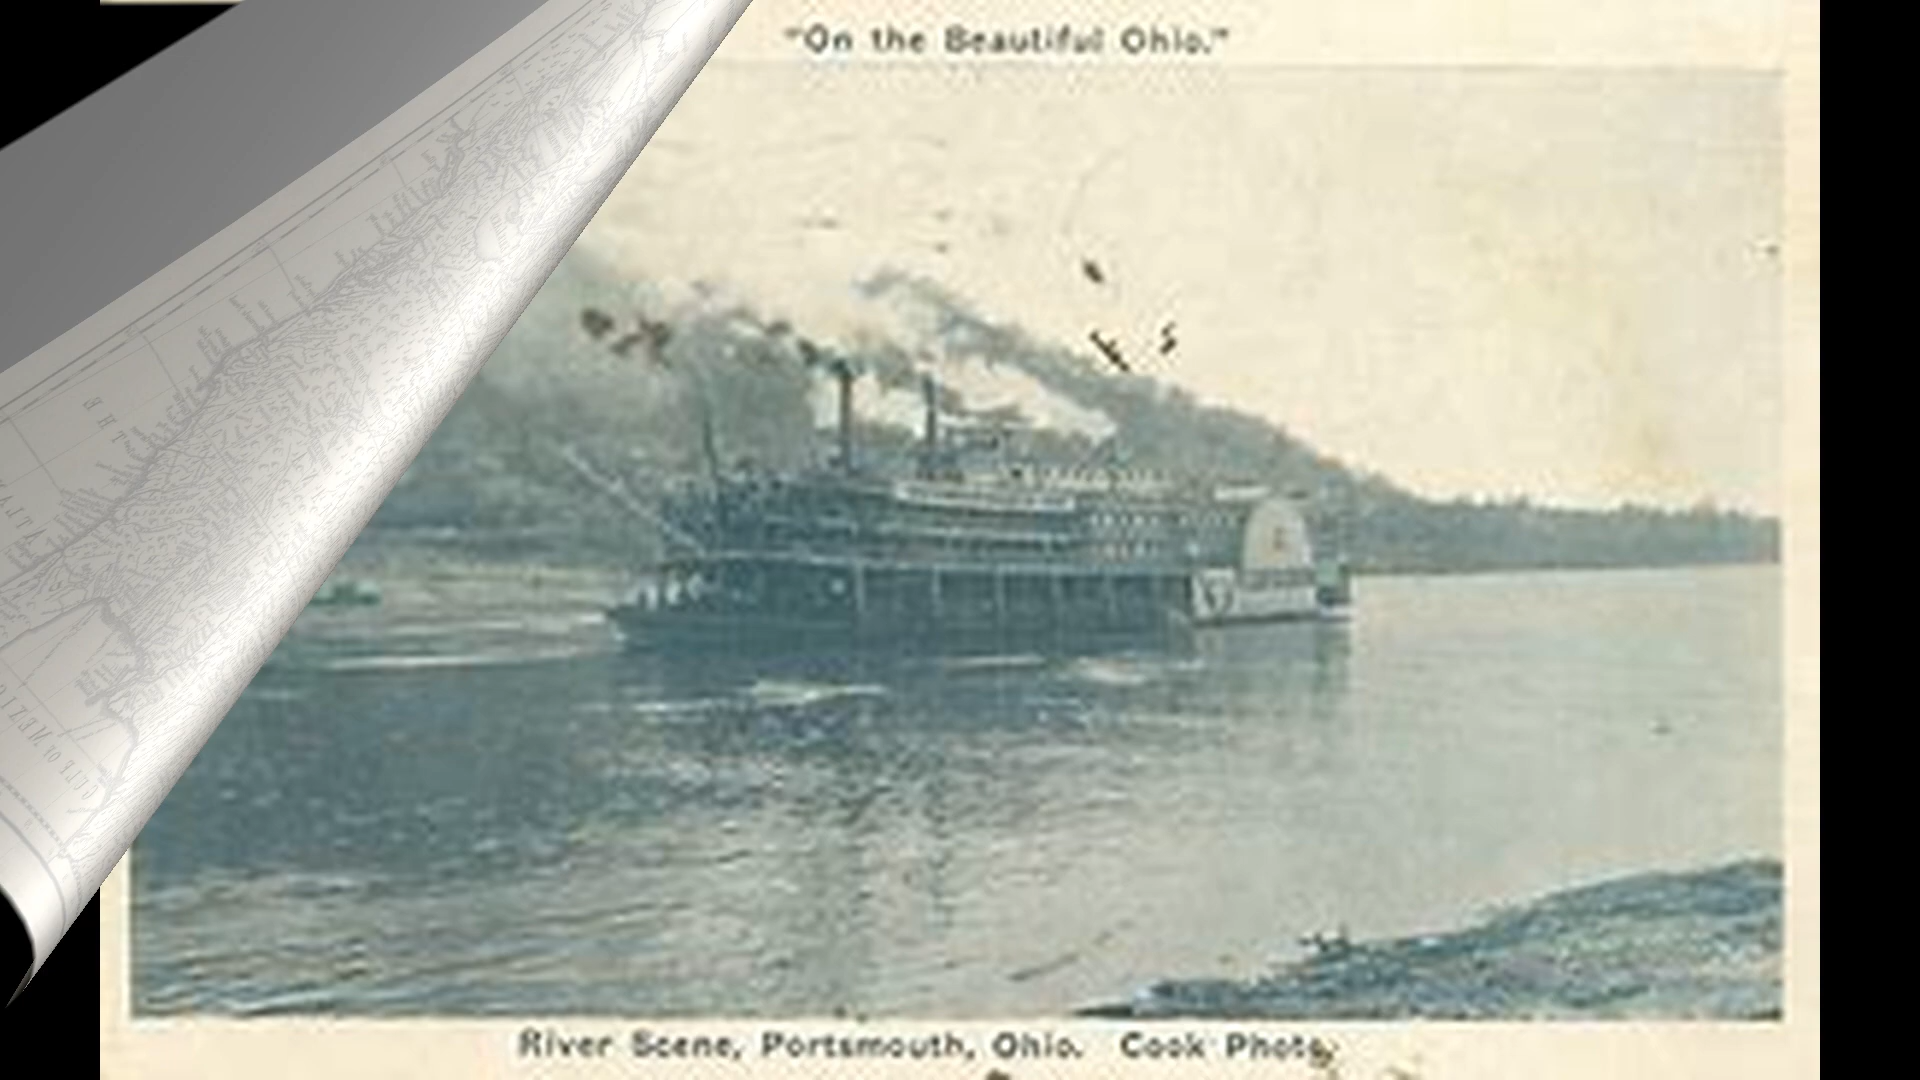 "On the Beautiful Ohio."
River Scene, Portsmouth, Ohio. Cook Photo.